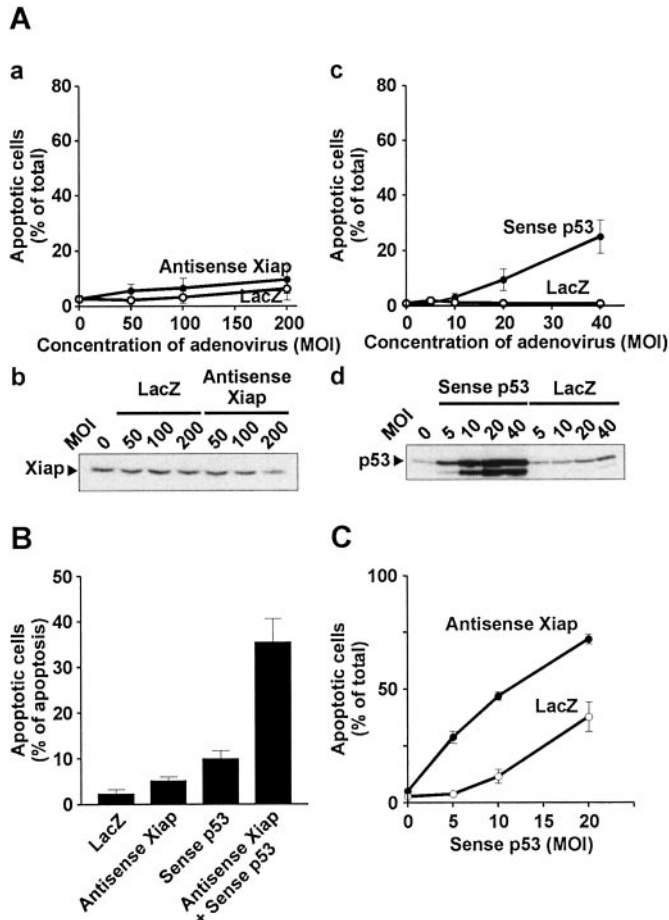 A
a
80
60
40
20
0
Apoptotic cells
(% of total)
Antisense Xiap
LacZ
0 50 100 200
Concentration of adenovirus (MOI)
c
80
60
40
20
0
Apoptotic cells
(% of total)
Sense p53
LacZ
0 10 20 40
Concentration of adenovirus (MOI)
b
LacZ
Antisense
Xiap
MOI 0 50 100 200 50 100 200
Xiap
d
Sense p53 LacZ
MOI 0 5 10 20 40 5 10 20 40
p53
B
50
40
30
20
10
0
Apoptotic cells
(% of apoptosis)
LacZ
Antisense Xiap
Sense p53
Antisense Xiap
+ Sense p53
C
100
50
0
Apoptotic cells
(% of total)
Antisense Xiap
LacZ
0 5 10 15 20
Sense p53 (MOI)